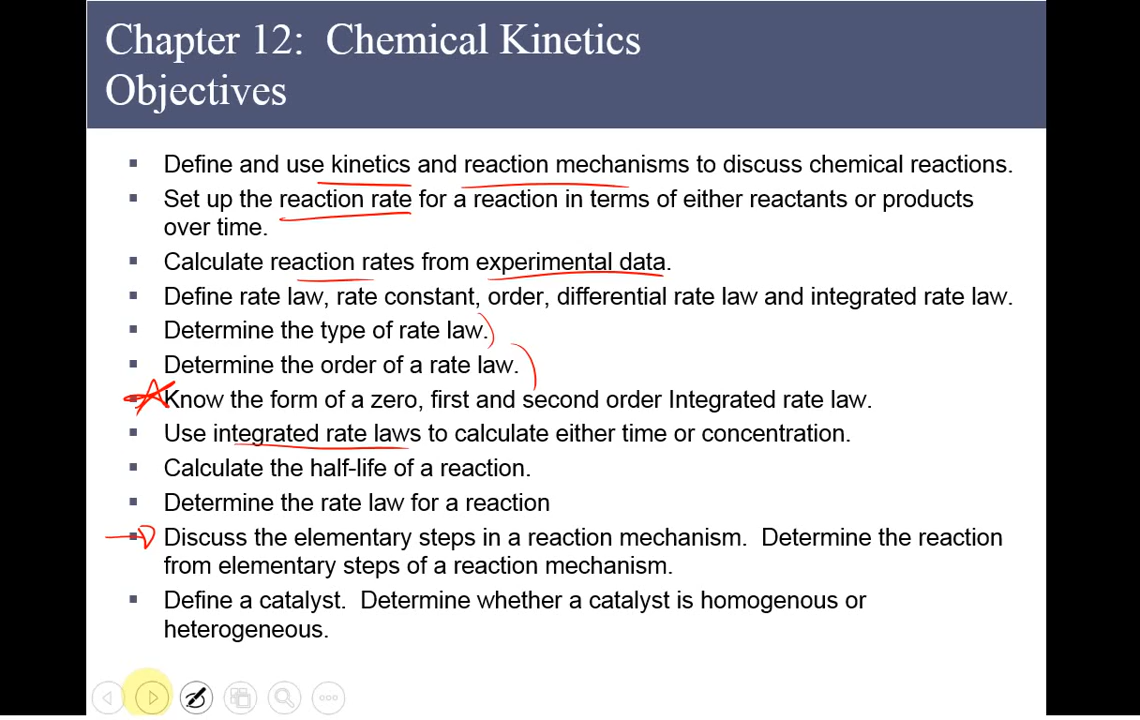 Chapter 12: Chemical Kinetics
Objectives
▪ Define and use kinetics and reaction mechanisms to discuss chemical reactions.
▪ Set up the reaction rate for a reaction in terms of either reactants or products
over time.
▪ Calculate reaction rates from experimental data.
▪ Define rate law, rate constant, order, differential rate law and integrated rate law.
▪ Determine the type of rate law.
▪ Determine the order of a rate law.
▪ Know the form of a zero, first and second order Integrated rate law.
▪ Use integrated rate laws to calculate either time or concentration.
▪ Calculate the half-life of a reaction.
▪ Determine the rate law for a reaction
▪ Discuss the elementary steps in a reaction mechanism. Determine the reaction
from elementary steps of a reaction mechanism.
▪ Define a catalyst. Determine whether a catalyst is homogenous or
heterogeneous.